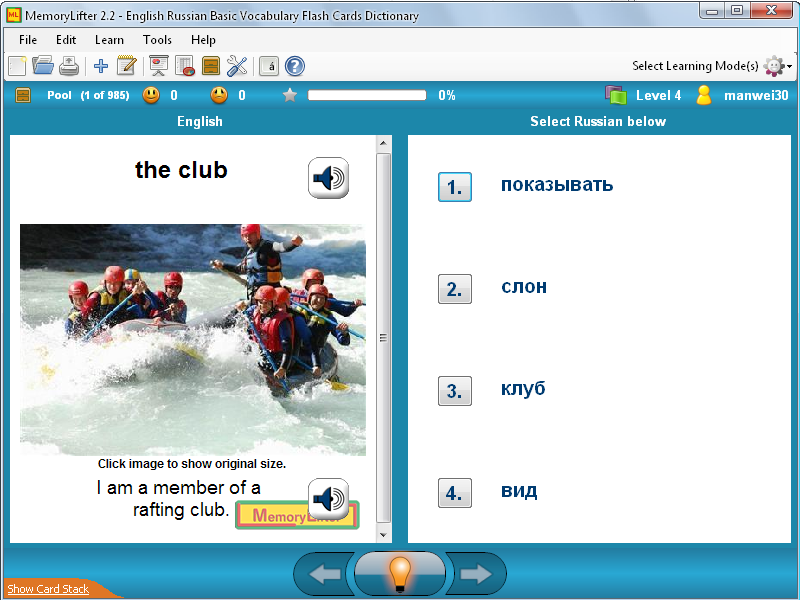 MemoryLifter 2.2 - English Russian Basic Vocabulary Flash Cards Dictionary
File Edit Learn Tools Help
á ? Select Learning Mode(s)
Pool (1 of 985) 0 0 0% Level 4 manwei30
English Select Russian below
the club
1. показывать
2. слон
3. клуб
4. вид
Click image to show original size.
I am a member of a
rafting club.
MemoryLifter
Show Card Stack